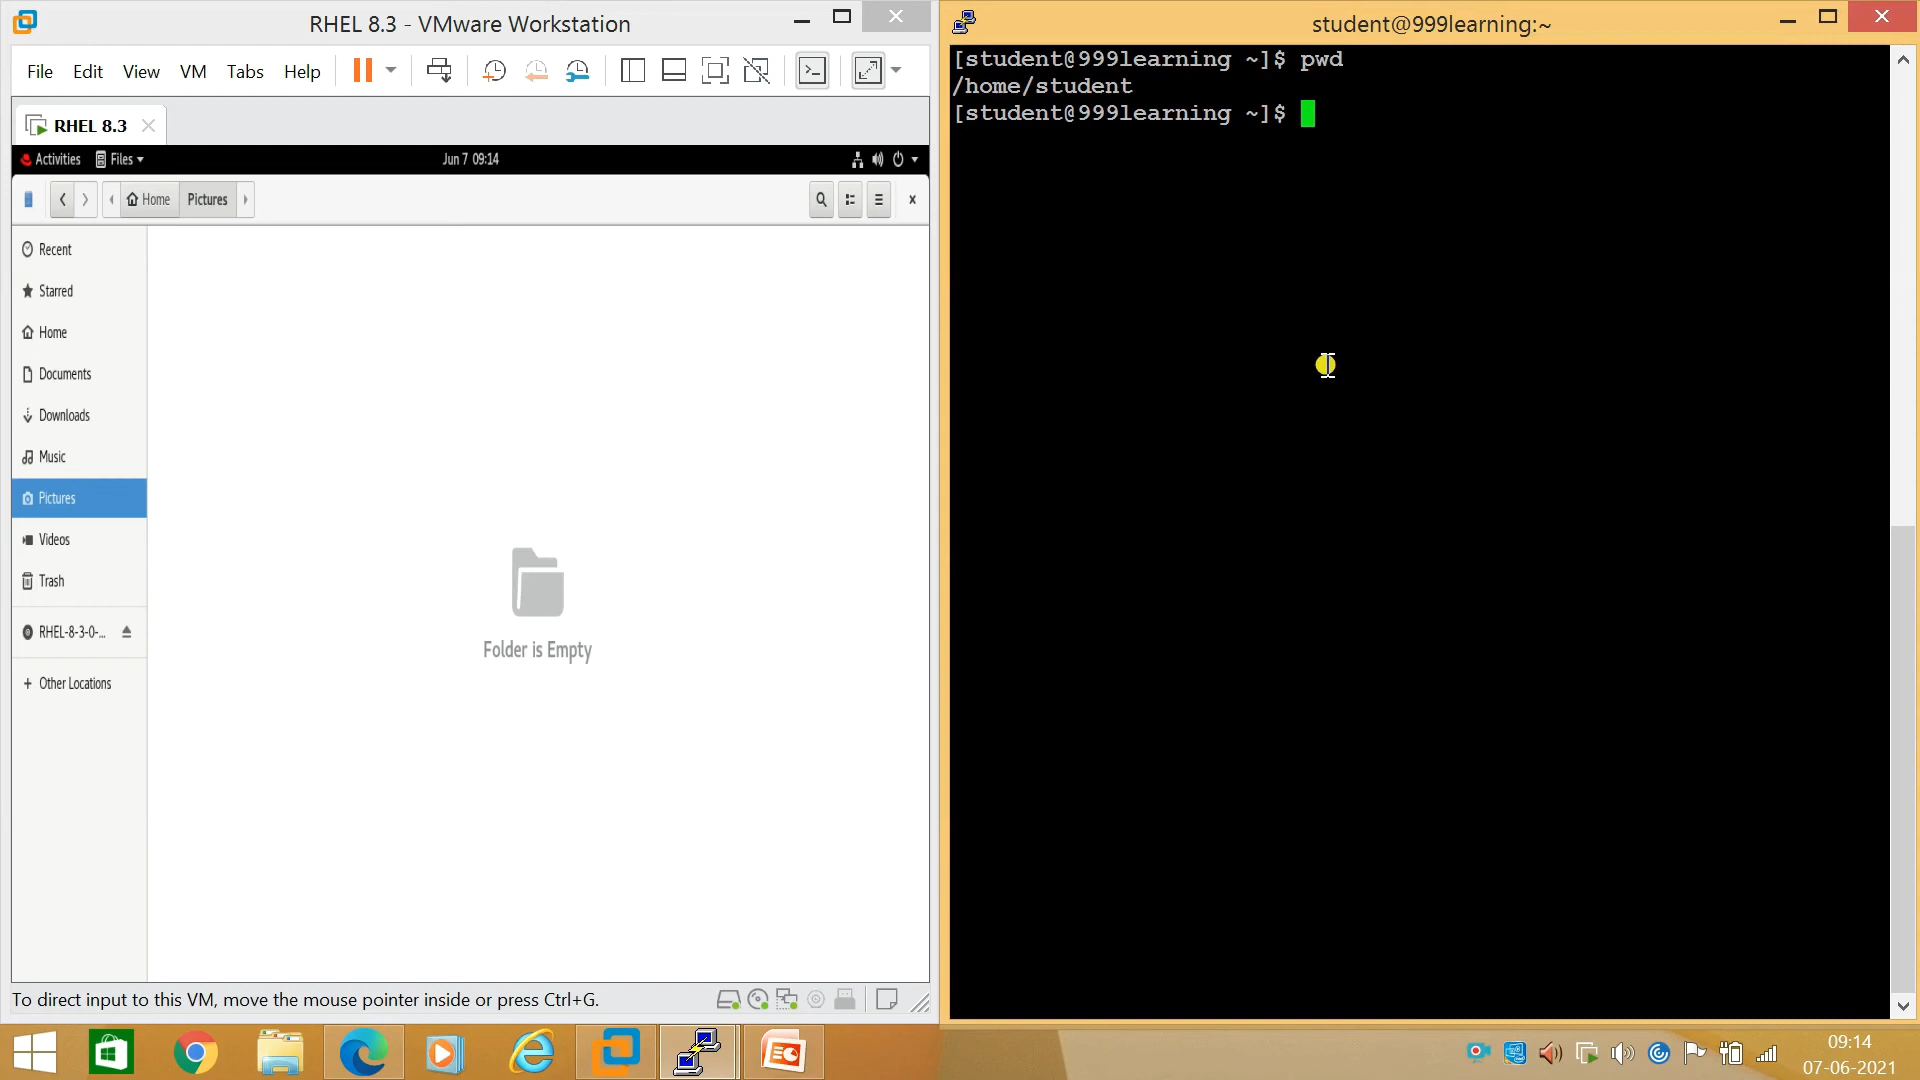 RHEL 8.3 - VMware Workstation
File Edit View VM Tabs Help
RHEL 8.3
Activities Files Jun 7 09:14
Home Pictures
Recent
Starred
Home
Documents
Downloads
Music
Pictures
Videos
Trash
RHEL-8-3-0-...
Other Locations
Folder is Empty
To direct input to this VM, move the mouse pointer inside or press Ctrl+G.
student@999learning:~
[student@999learning ~]$ pwd
/home/student
[student@999learning ~]$
09:14
07-06-2021